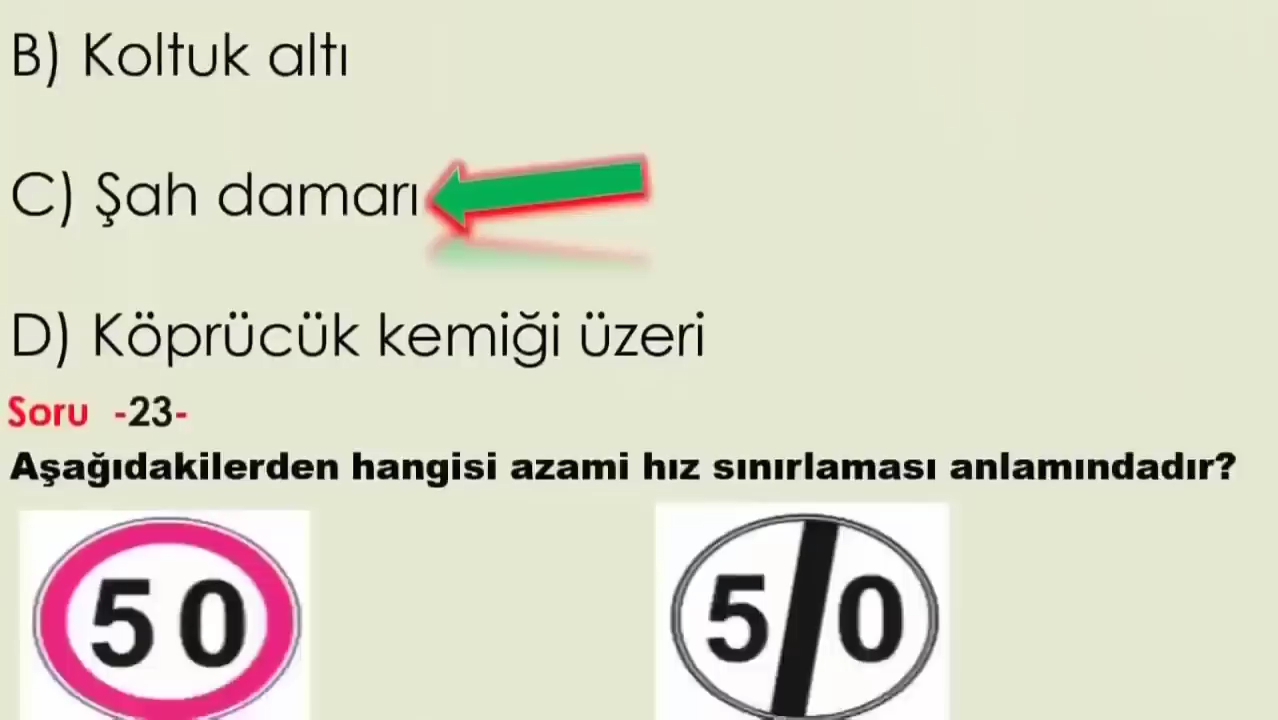 B) Koltuk altı
C) Şah damarı
D) Köprücük kemiği üzeri
Soru -23-
Aşağıdakilerden hangisi azami hız sınırlaması anlamındadır?
50 50